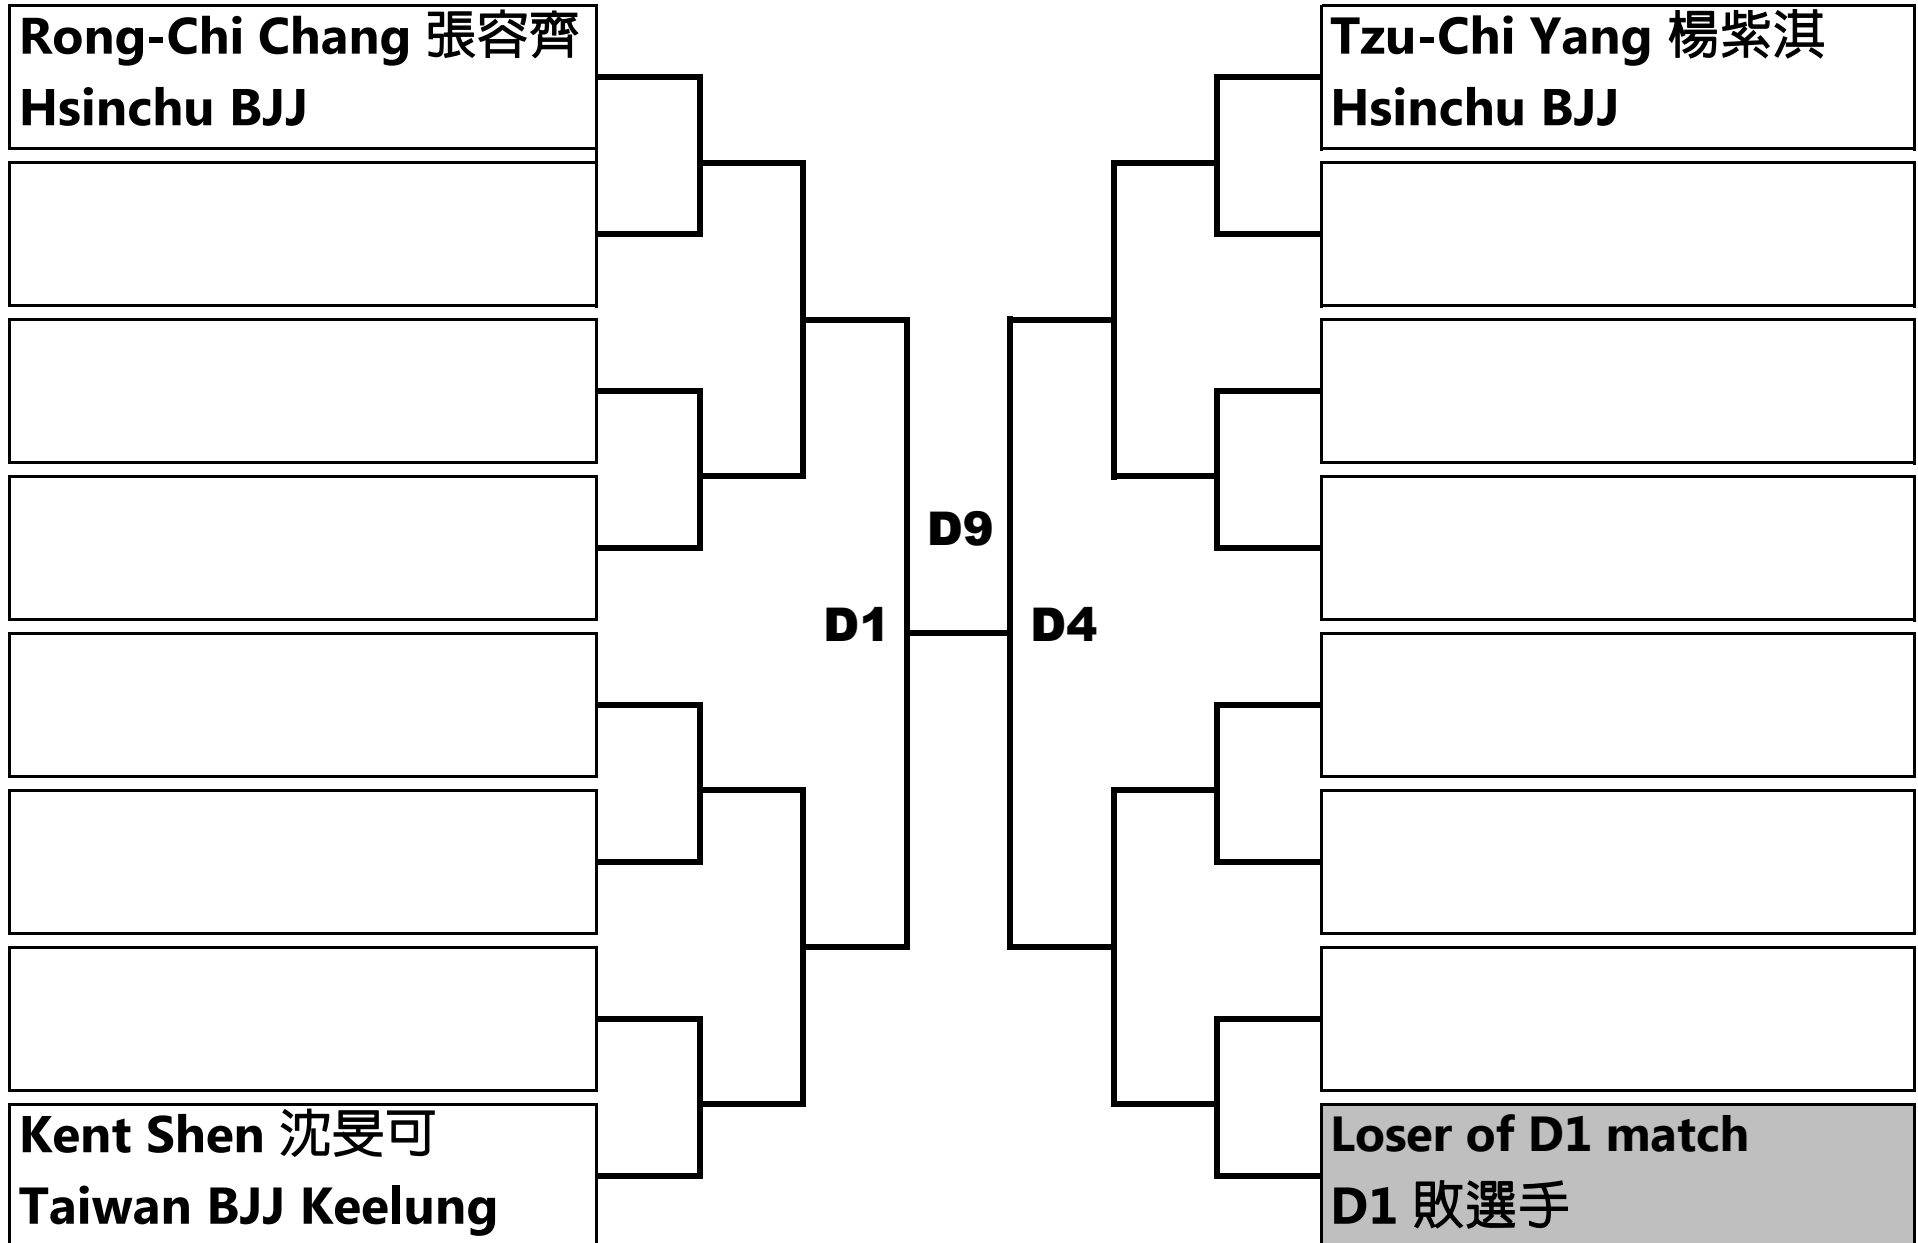 Rong-Chi Chang 張容齊
Hsinchu BJJ
Tzu-Chi Yang 楊紫淇
Hsinchu BJJ
D9
D1
D4
Kent Shen 沈旻可
Taiwan BJJ Keelung
Loser of D1 match
D1 敗選手